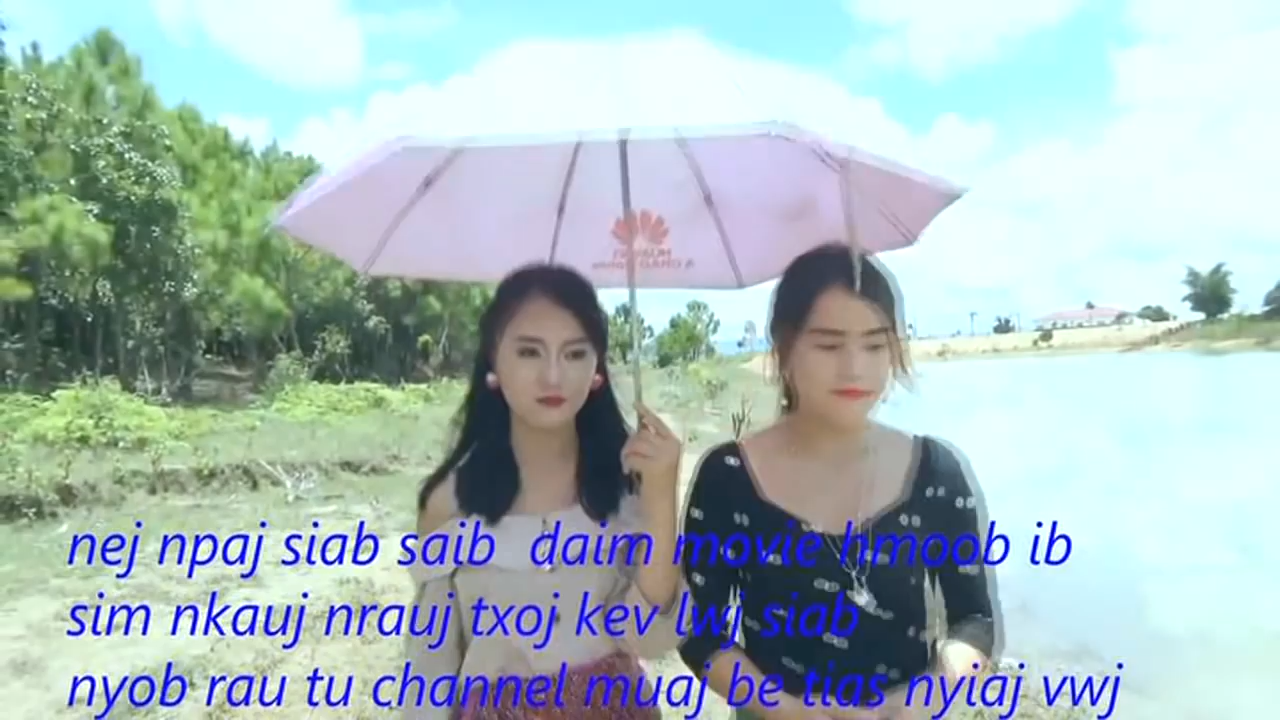 nej npaj siab saib daim movie hmoob ib
sim nkauj nrauj txoj kev lwj siab
nyob rau tu channel muaj be tias nyiaj vwj